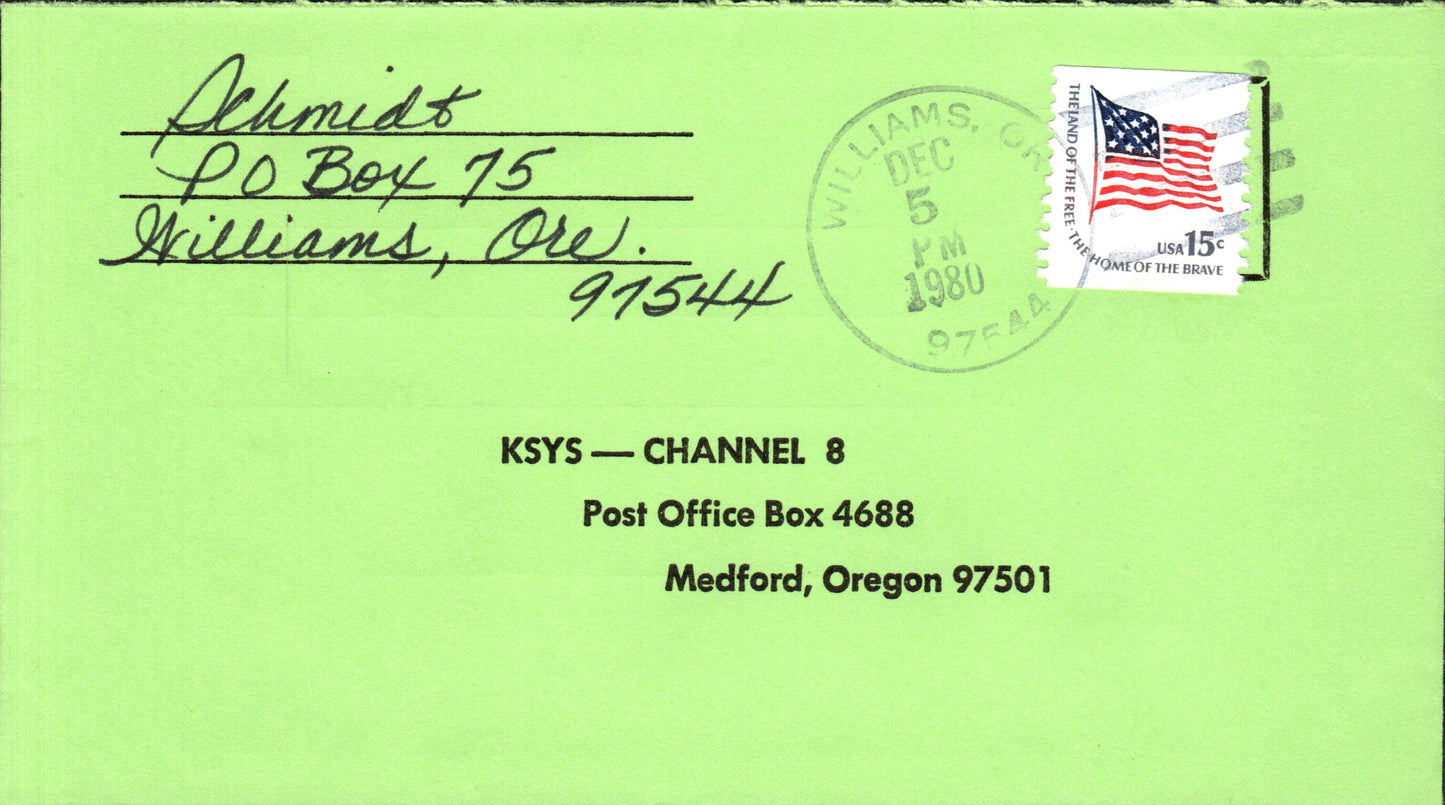 Schmidt
PO Box 75
Williams, Ore.
97544
WILLIAMS, OR
DEC
5
PM
1980
97544
THE LAND OF THE FREE · THE HOME OF THE BRAVE
USA 15c
KSYS — CHANNEL 8
Post Office Box 4688
Medford, Oregon 97501